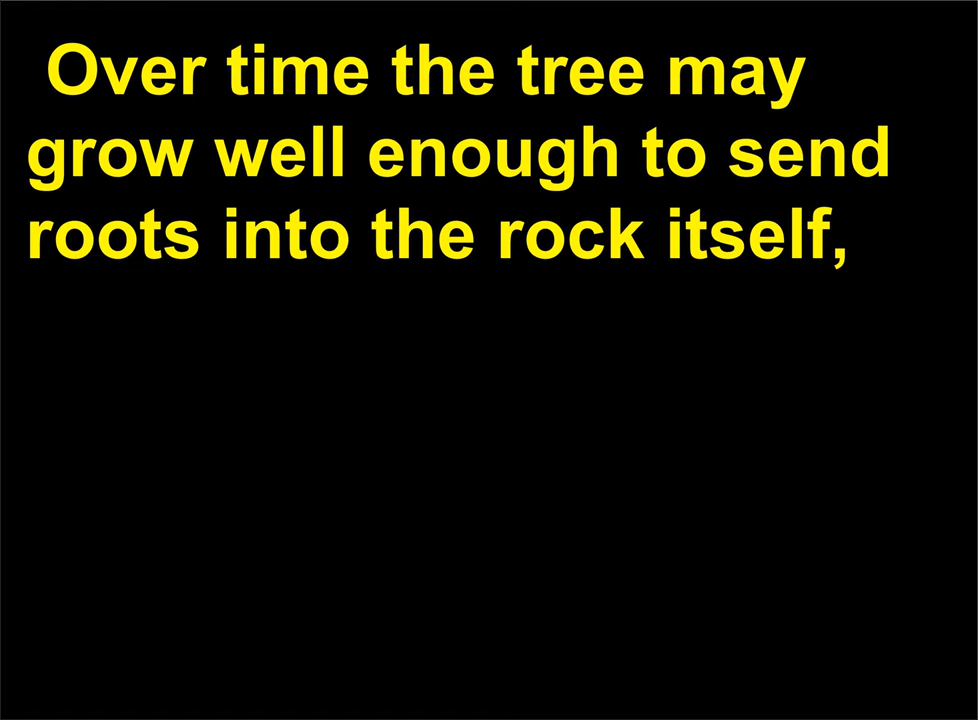 Over time the tree may
grow well enough to send
roots into the rock itself,